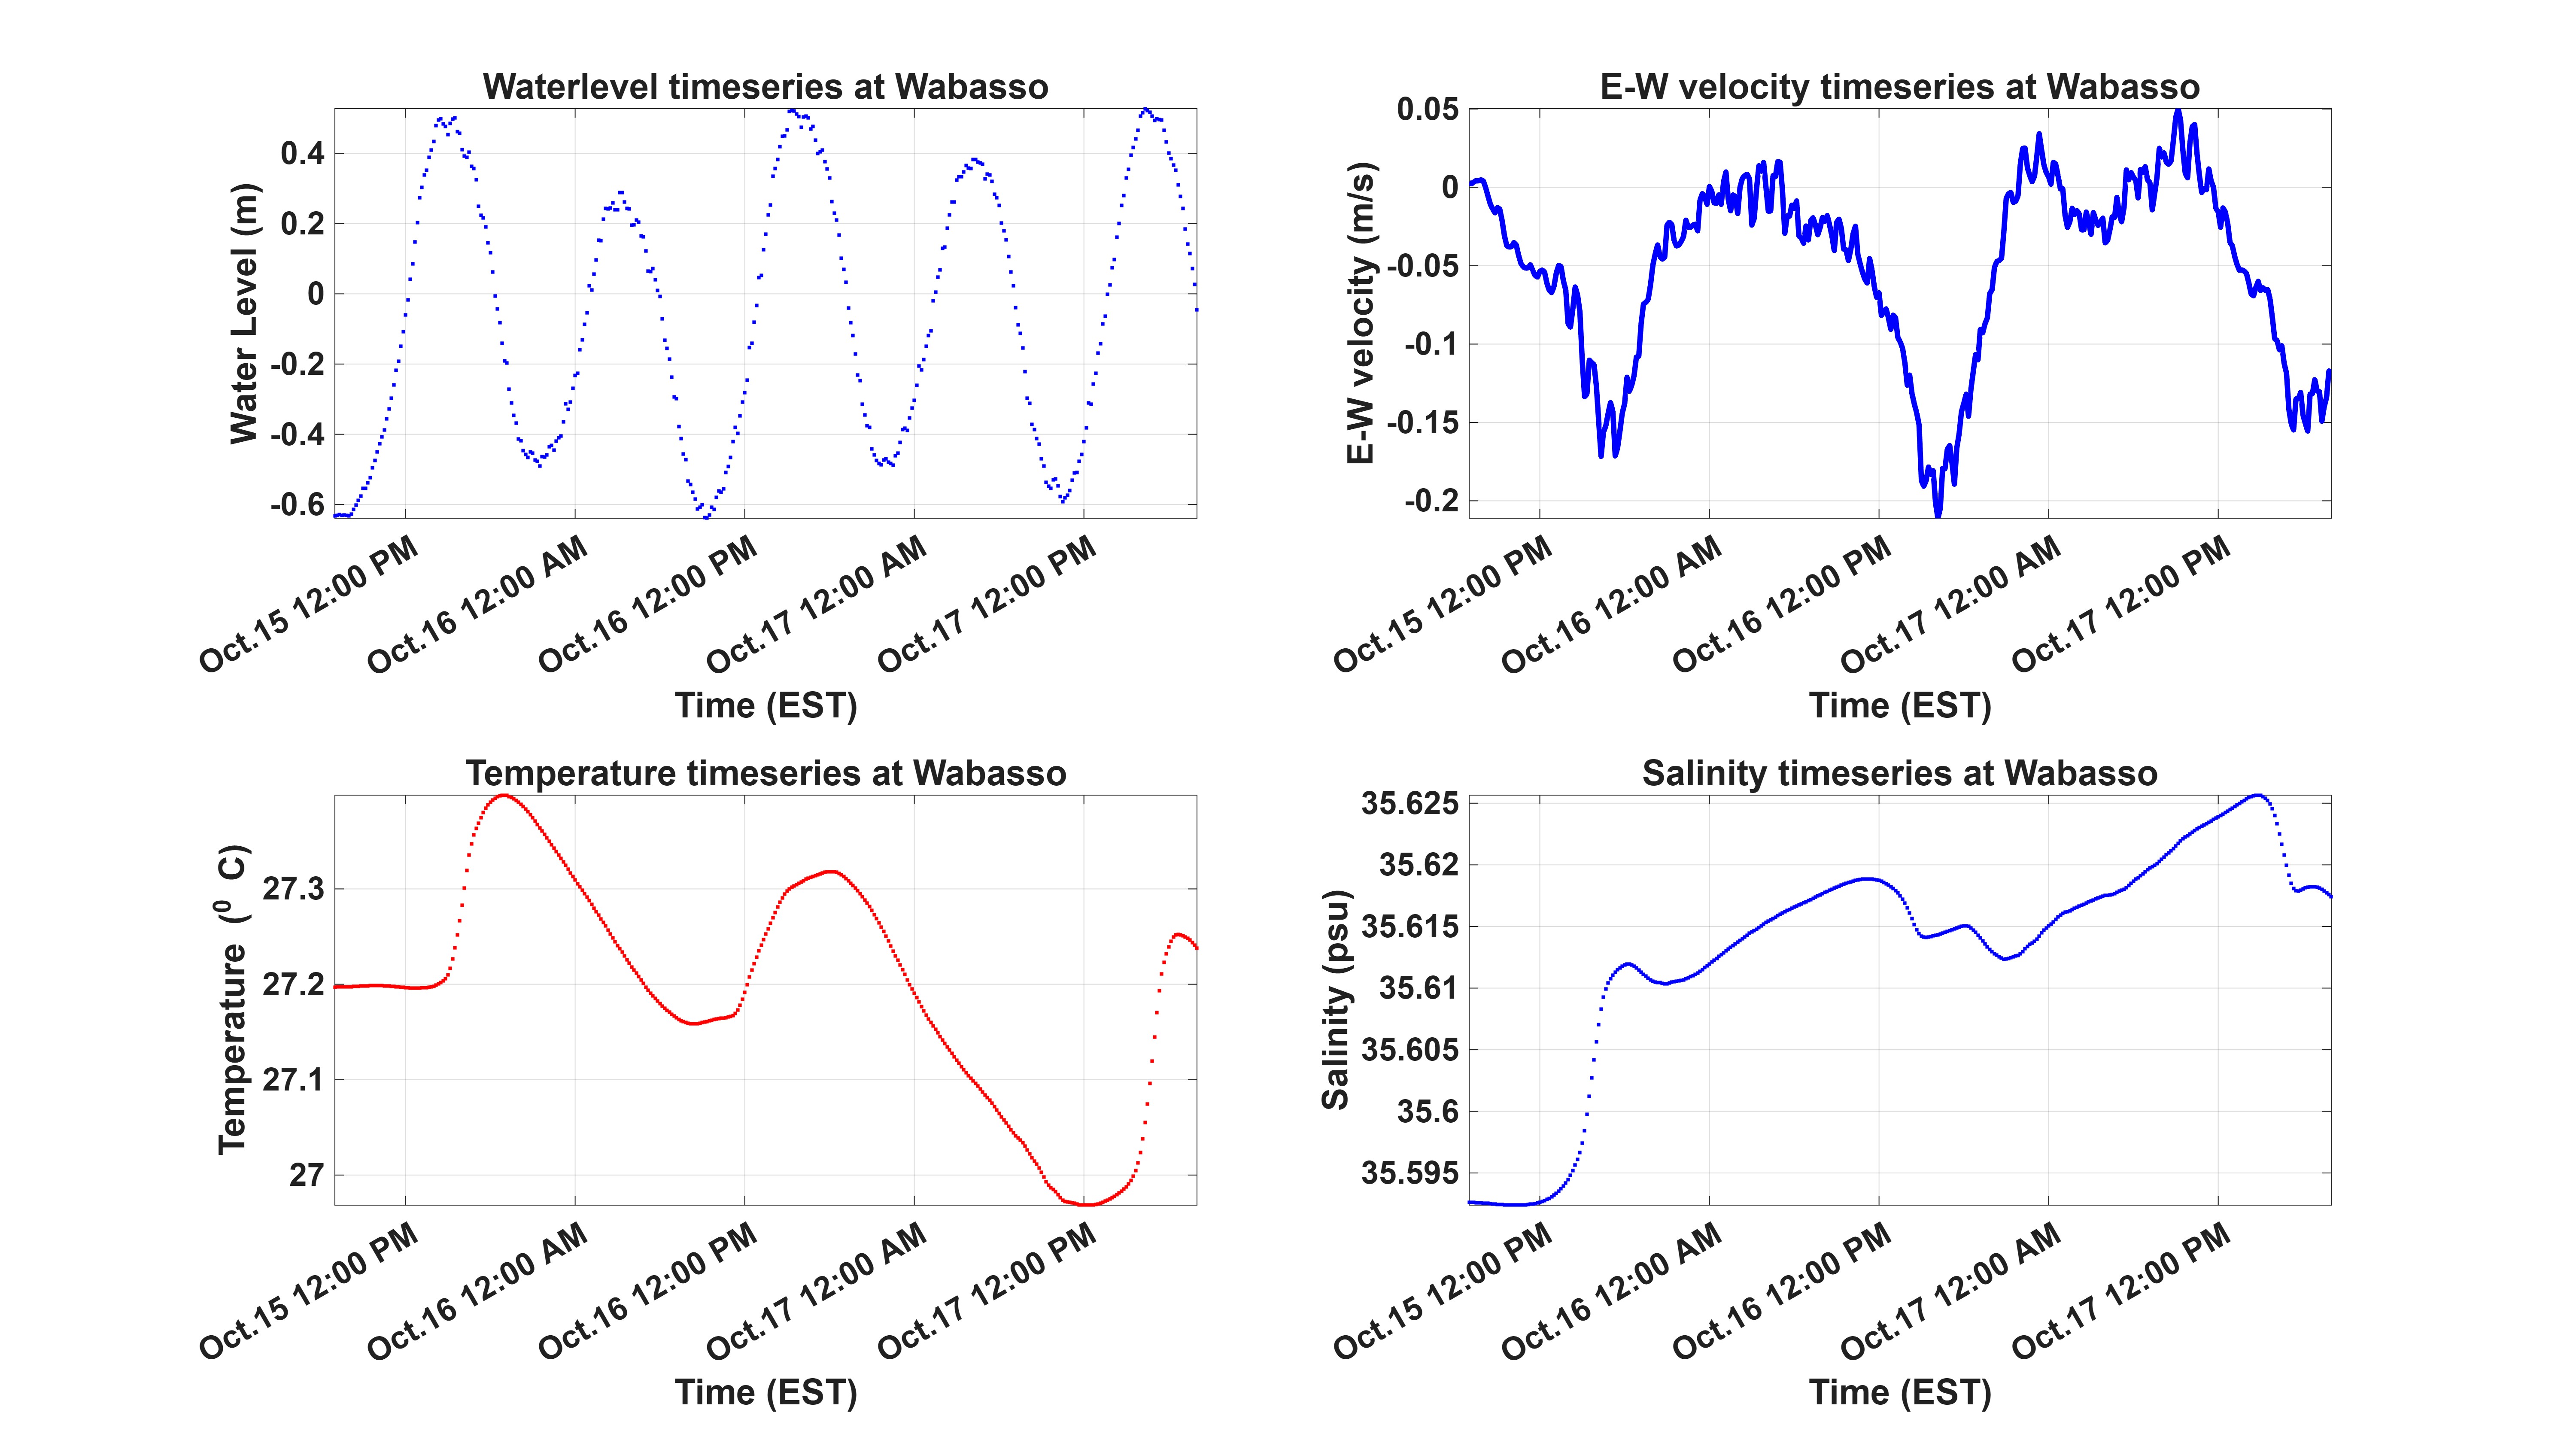 Waterlevel timeseries at Wabasso
Water Level (m)
0.4
0.2
0
-0.2
-0.4
-0.6
Oct.15 12:00 PM
Oct.16 12:00 AM
Oct.16 12:00 PM
Oct.17 12:00 AM
Oct.17 12:00 PM
Time (EST)
E-W velocity timeseries at Wabasso
E-W velocity (m/s)
0.05
0
-0.05
-0.1
-0.15
-0.2
Oct.15 12:00 PM
Oct.16 12:00 AM
Oct.16 12:00 PM
Oct.17 12:00 AM
Oct.17 12:00 PM
Time (EST)
Temperature timeseries at Wabasso
Temperature (⁰ C)
27.3
27.2
27.1
27
Oct.15 12:00 PM
Oct.16 12:00 AM
Oct.16 12:00 PM
Oct.17 12:00 AM
Oct.17 12:00 PM
Time (EST)
Salinity timeseries at Wabasso
Salinity (psu)
35.625
35.62
35.615
35.61
35.605
35.6
35.595
Oct.15 12:00 PM
Oct.16 12:00 AM
Oct.16 12:00 PM
Oct.17 12:00 AM
Oct.17 12:00 PM
Time (EST)